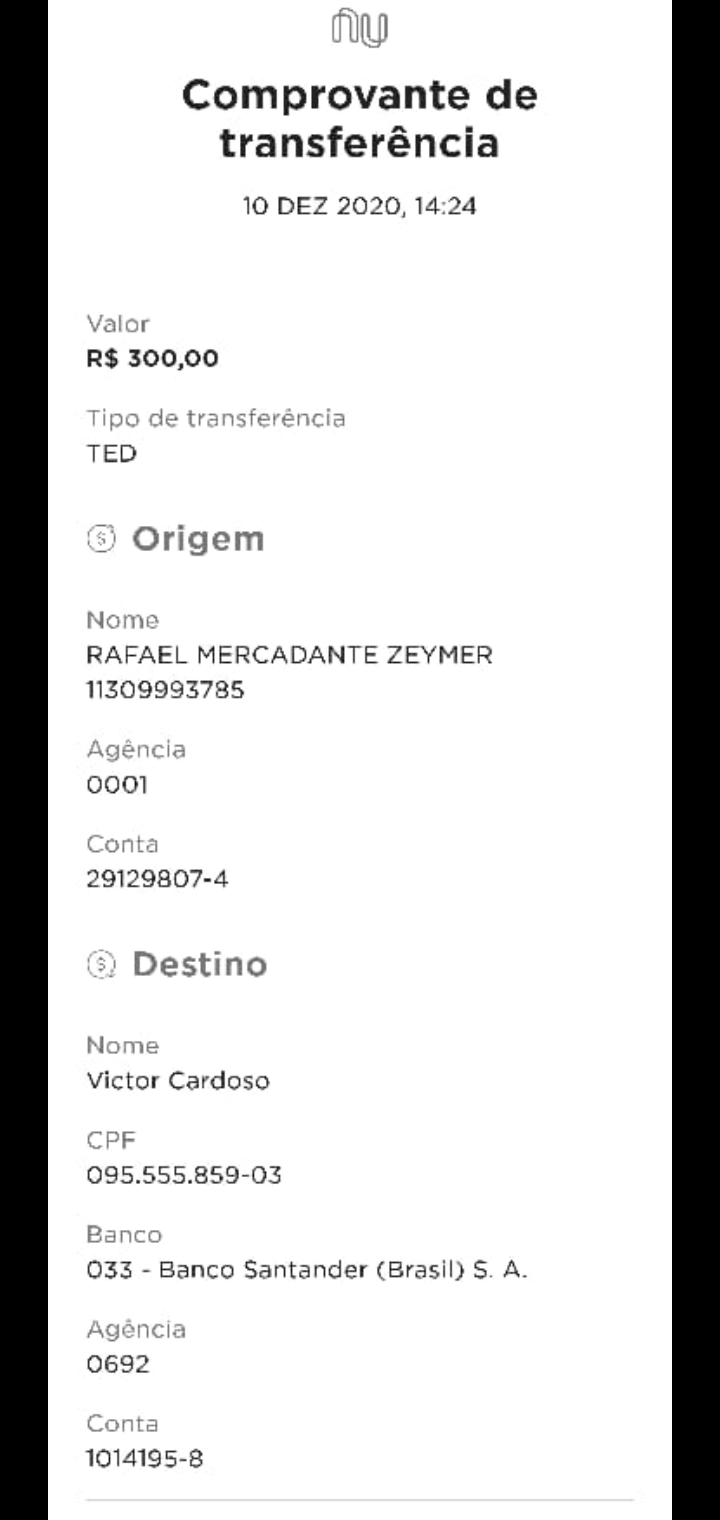 nu
Comprovante de
transferência
10 DEZ 2020, 14:24
Valor
R$ 300,00
Tipo de transferência
TED
Origem
Nome
RAFAEL MERCADANTE ZEYMER
11309993785
Agência
0001
Conta
29129807-4
Destino
Nome
Victor Cardoso
CPF
095.555.859-03
Banco
033 - Banco Santander (Brasil) S. A.
Agência
0692
Conta
1014195-8